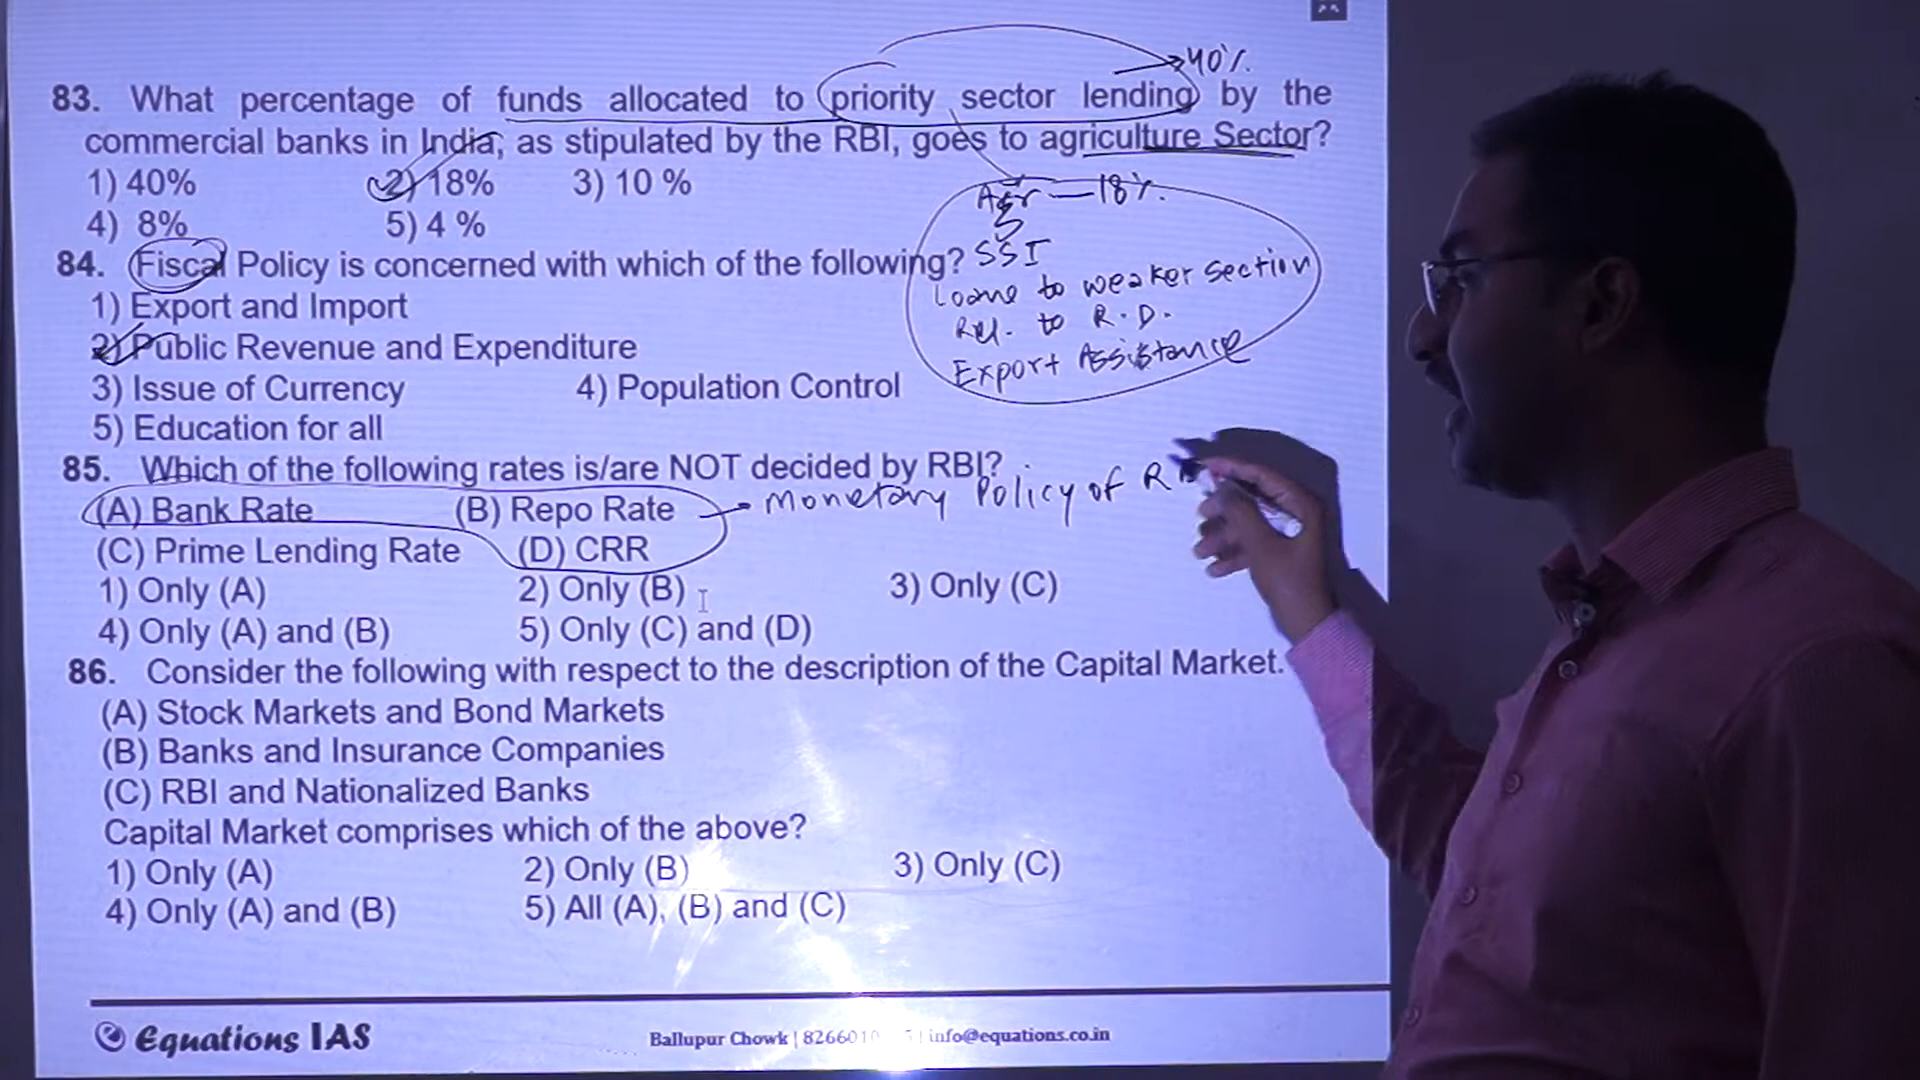 →40%
83. What percentage of funds allocated to priority sector lending by the
commercial banks in India, as stipulated by the RBI, goes to agriculture Sector?
1) 40% 2) 18% 3) 10 %
Agr — 18%.
4) 8% 5) 4 %
84. Fiscal Policy is concerned with which of the following?
SSI
1) Export and Import
Loans to weaker section
to R.D.
2) Public Revenue and Expenditure
Export Assistance
3) Issue of Currency 4) Population Control
5) Education for all
85. Which of the following rates is/are NOT decided by RBI?
Monetary Policy of
(A) Bank Rate (B) Repo Rate
(C) Prime Lending Rate (D) CRR
1) Only (A) 2) Only (B) 3) Only (C)
4) Only (A) and (B) 5) Only (C) and (D)
86. Consider the following with respect to the description of the Capital Market.
(A) Stock Markets and Bond Markets
(B) Banks and Insurance Companies
(C) RBI and Nationalized Banks
Capital Market comprises which of the above?
1) Only (A) 2) Only (B) 3) Only (C)
4) Only (A) and (B) 5) All (A), (B) and (C)
Equations IAS
Ballupur Chowk | info@equations.co.in